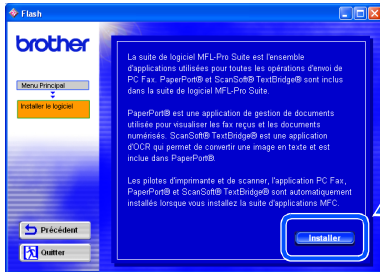 Flash
brother
Menu Principal
Installer le logiciel
La suite de logiciel MFL-Pro Suite est l'ensemble
d'applications utilisées pour toutes les opérations d'envoi de
PC Fax. PaperPort® et ScanSoft® TextBridge® sont inclus
dans la suite de logiciel MFL-Pro Suite.
PaperPort® est une application de gestion de documents
utilisée pour visualiser les fax reçus et les documents
numérisés. ScanSoft® TextBridge® est une application
d'OCR qui permet de convertir une image en texte et est
incluse dans PaperPort®.
Les pilotes d'imprimante et de scanner, l'application PC Fax,
PaperPort® et ScanSoft® TextBridge® sont automatiquement
installés lorsque vous installez la suite d'applications MFC.
Précédent
Quitter
Installer